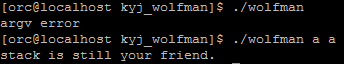 [orc@localhost kyj_wolfman]$ ./wolfman
argv error
[orc@localhost kyj_wolfman]$ ./wolfman a a
stack is still your friend.